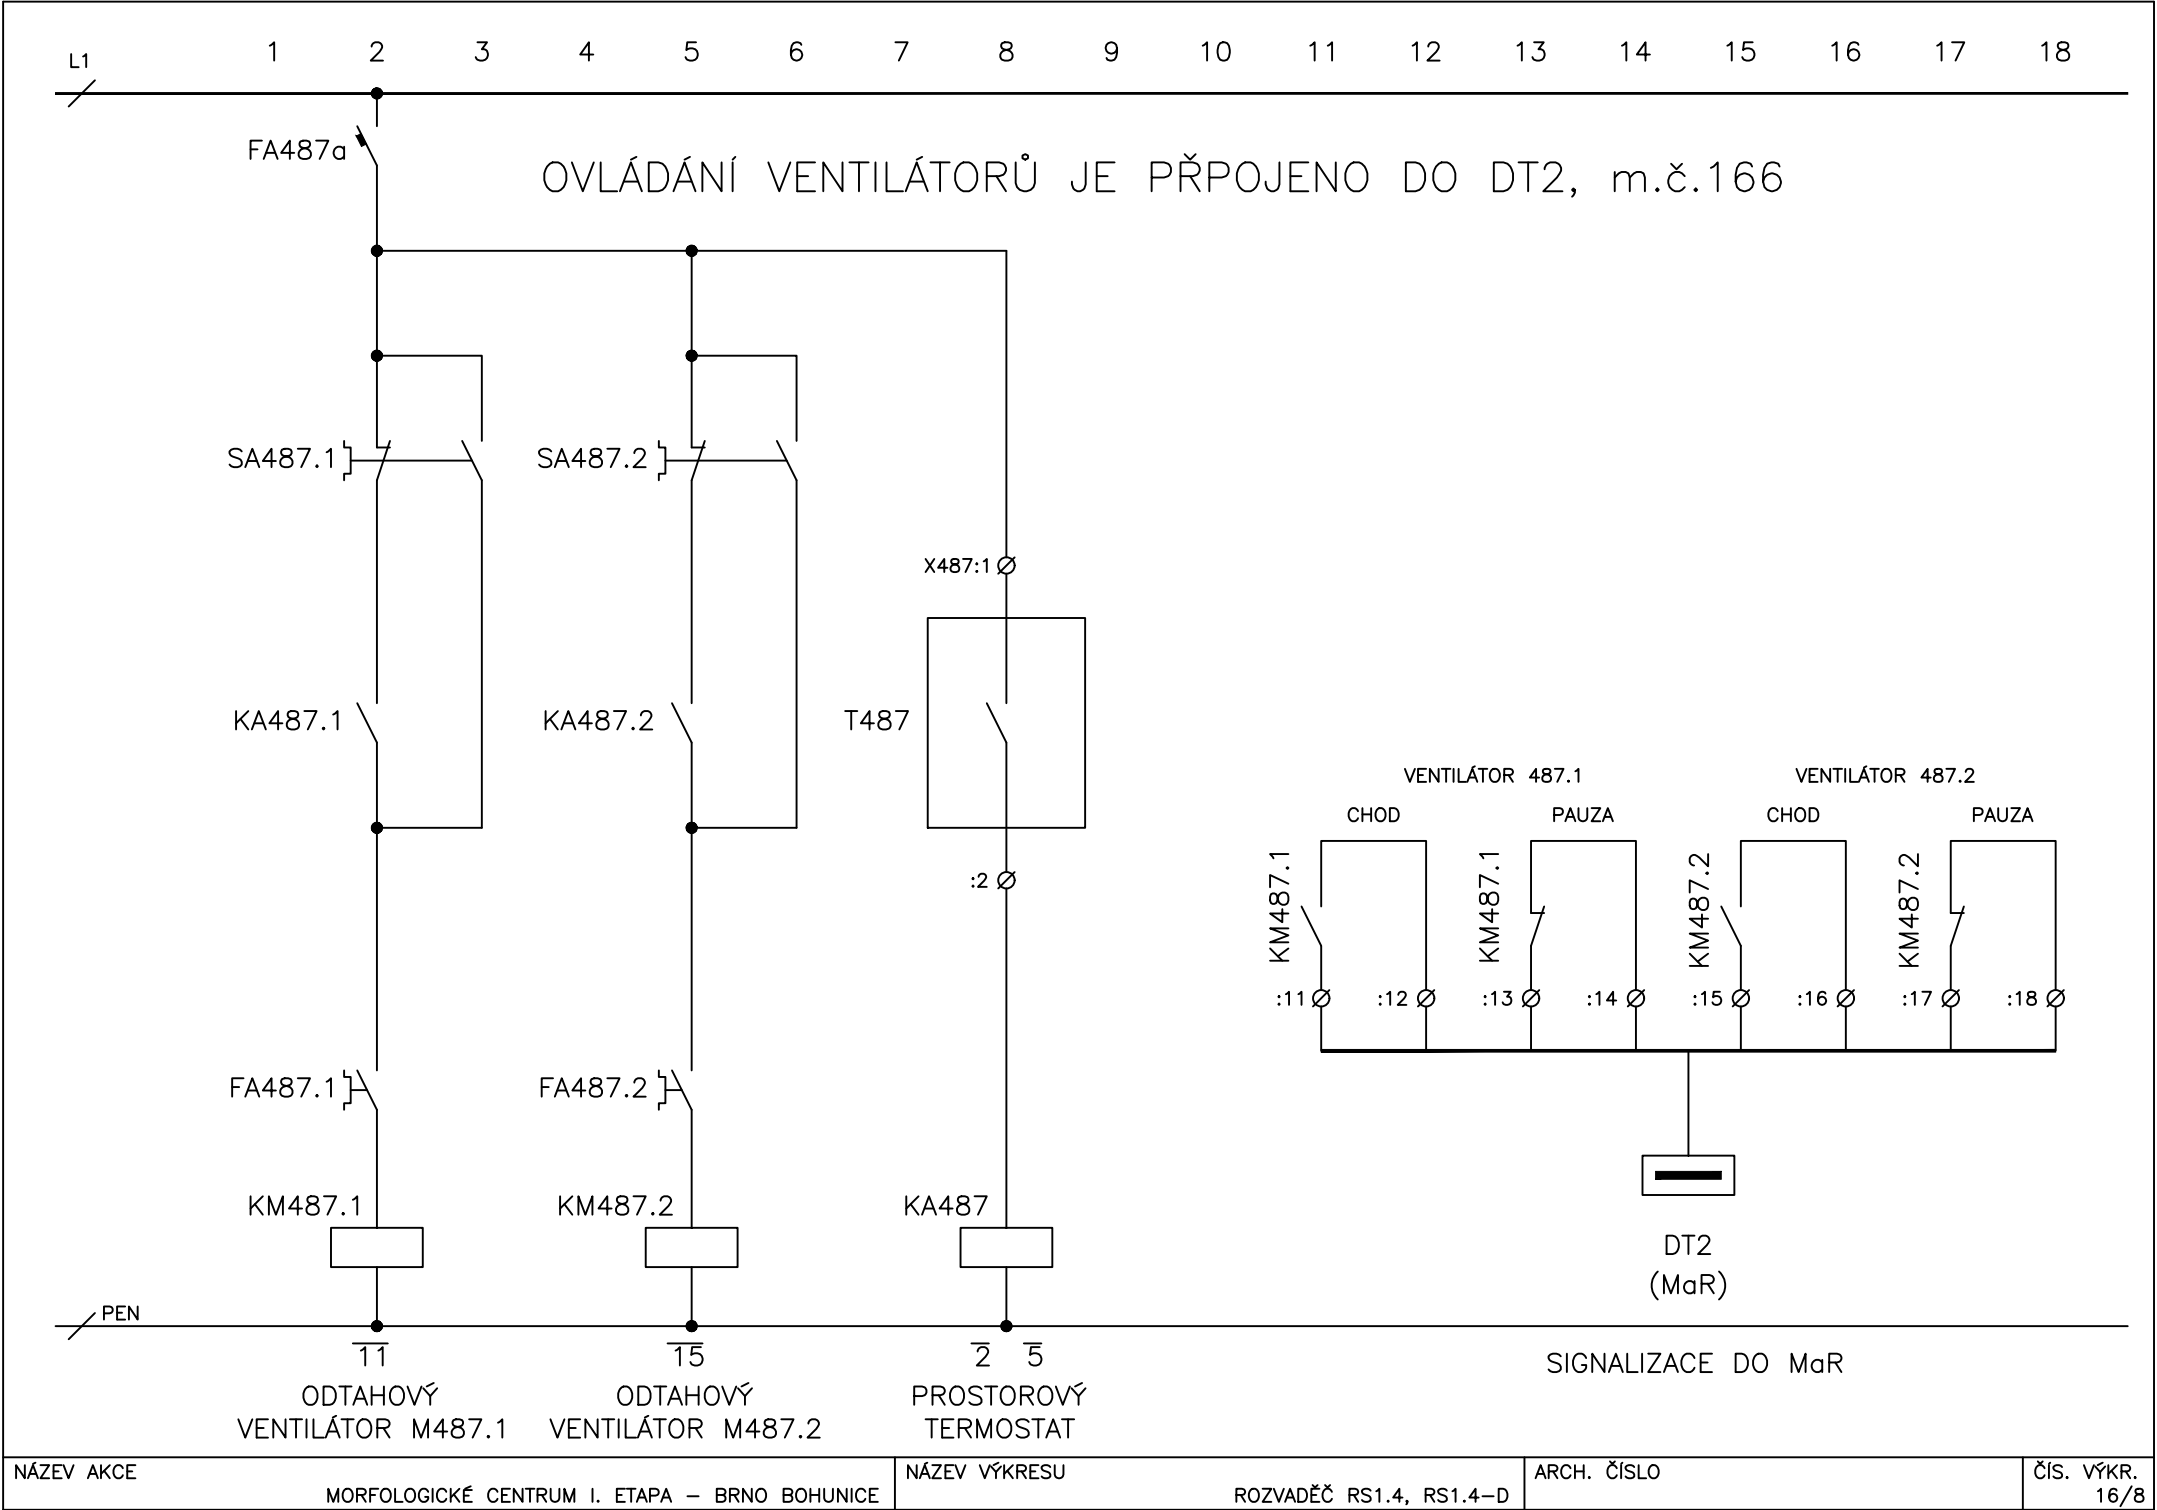 L1 1 2 3 4 5 6 7 8 9 10 11 12 13 14 15 16 17 18
FA487a
OVLÁDÁNÍ VENTILÁTORŮ JE PŘPOJENO DO DT2, m.č.166
SA487.1 SA487.2
X487:1
KA487.1 KA487.2 T487
VENTILÁTOR 487.1 VENTILÁTOR 487.2
CHOD PAUZA CHOD PAUZA
KM487.1 KM487.1 KM487.2 KM487.2
:2
:11 :12 :13 :14 :15 :16 :17 :18
FA487.1 FA487.2
KM487.1 KM487.2 KA487
DT2
(MaR)
PEN
11 15 2 5
SIGNALIZACE DO MaR
ODTAHOVÝ
VENTILÁTOR M487.1
ODTAHOVÝ
VENTILÁTOR M487.2
PROSTOROVÝ
TERMOSTAT
NÁZEV AKCE
MORFOLOGICKÉ CENTRUM I. ETAPA – BRNO BOHUNICE
NÁZEV VÝKRESU
ROZVADĚČ RS1.4, RS1.4–D
ARCH. ČÍSLO
ČÍS. VÝKR.
16/8